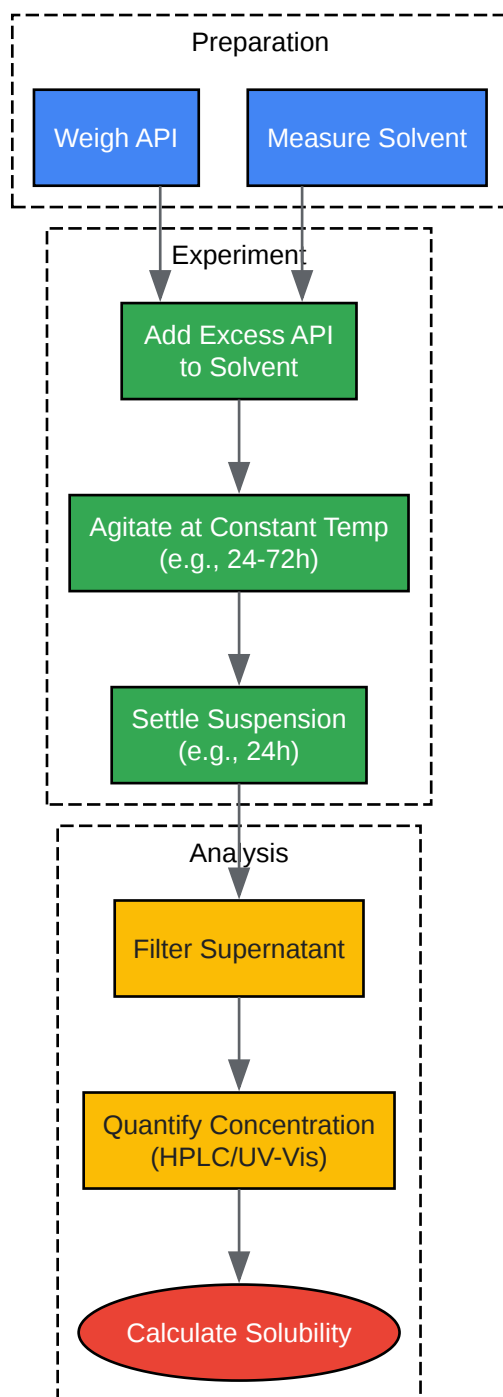 Preparation
Weigh API
Measure Solvent
Experiment
Add Excess API
to Solvent
Agitate at Constant Temp
(e.g., 24-72h)
Settle Suspension
(e.g., 24h)
Analysis
Filter Supernatant
Quantify Concentration
(HPLC/UV-Vis)
Calculate Solubility